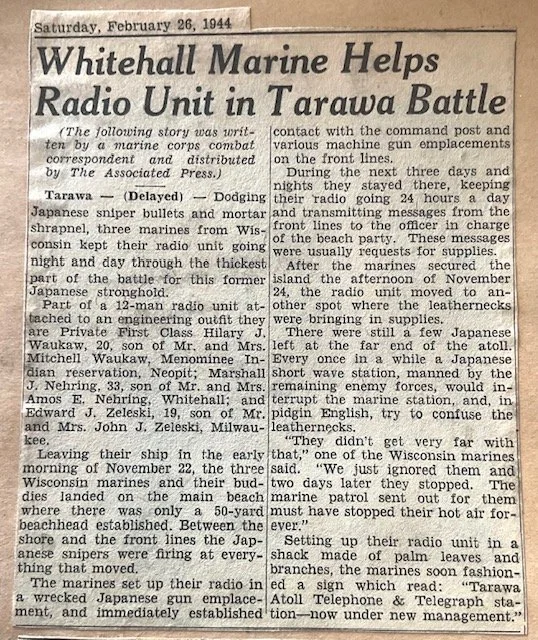 Saturday, February 26, 1944
Whitehall Marine Helps
Radio Unit in Tarawa Battle
(The following story was writ-
ten by a marine corps combat
correspondent and distributed
by The Associated Press.)
Tarawa — (Delayed) — Dodging
Japanese sniper bullets and mortar
shrapnel, three marines from Wis-
consin kept their radio unit going
night and day through the thickest
part of the battle for this former
Japanese stronghold.
Part of a 12-man radio unit at-
tached to an engineering outfit they
are Private First Class Hilary J.
Waukaw, 20, son of Mr. and Mrs.
Mitchell Waukaw, Menominee In-
dian reservation, Neopit; Marshall
J. Nehring, 33, son of Mr. and Mrs.
Amos E. Nehring, Whitehall; and
Edward J. Zeleski, 19, son of Mr.
and Mrs. John J. Zeleski, Milwau-
kee.
Leaving their ship in the early
morning of November 22, the three
Wisconsin marines and their bud-
dies landed on the main beach
where there was only a 50-yard
beachhead established. Between the
shore and the front lines the Jap-
anese snipers were firing at every-
thing that moved.
The marines set up their radio in
a wrecked Japanese gun emplace-
ment, and immediately established
contact with the command post and
various machine gun emplacements
on the front lines.
During the next three days and
nights they stayed there, keeping
their radio going 24 hours a day
and transmitting messages from the
front lines to the officer in charge
of the beach party. These messages
were usually requests for supplies.
After the marines secured the
island the afternoon of November
24, the radio unit moved to an-
other spot where the leathernecks
were bringing in supplies.
There were still a few Japanese
left at the far end of the atoll.
Every once in a while a Japanese
short wave station, manned by the
remaining enemy forces, would in-
terrupt the marine station, and, in
pidgin English, try to confuse the
leathernecks.
"They didn't get very far with
that," one of the Wisconsin marines
said. "We just ignored them and
two days later they stopped. The
marine patrol sent out for them
must have stopped their hot air for-
ever."
Setting up their radio unit in a
shack made of palm leaves and
branches, the marines soon fashion-
ed a sign which read: "Tarawa
Atoll Telephone & Telegraph sta-
tion—now under new management."